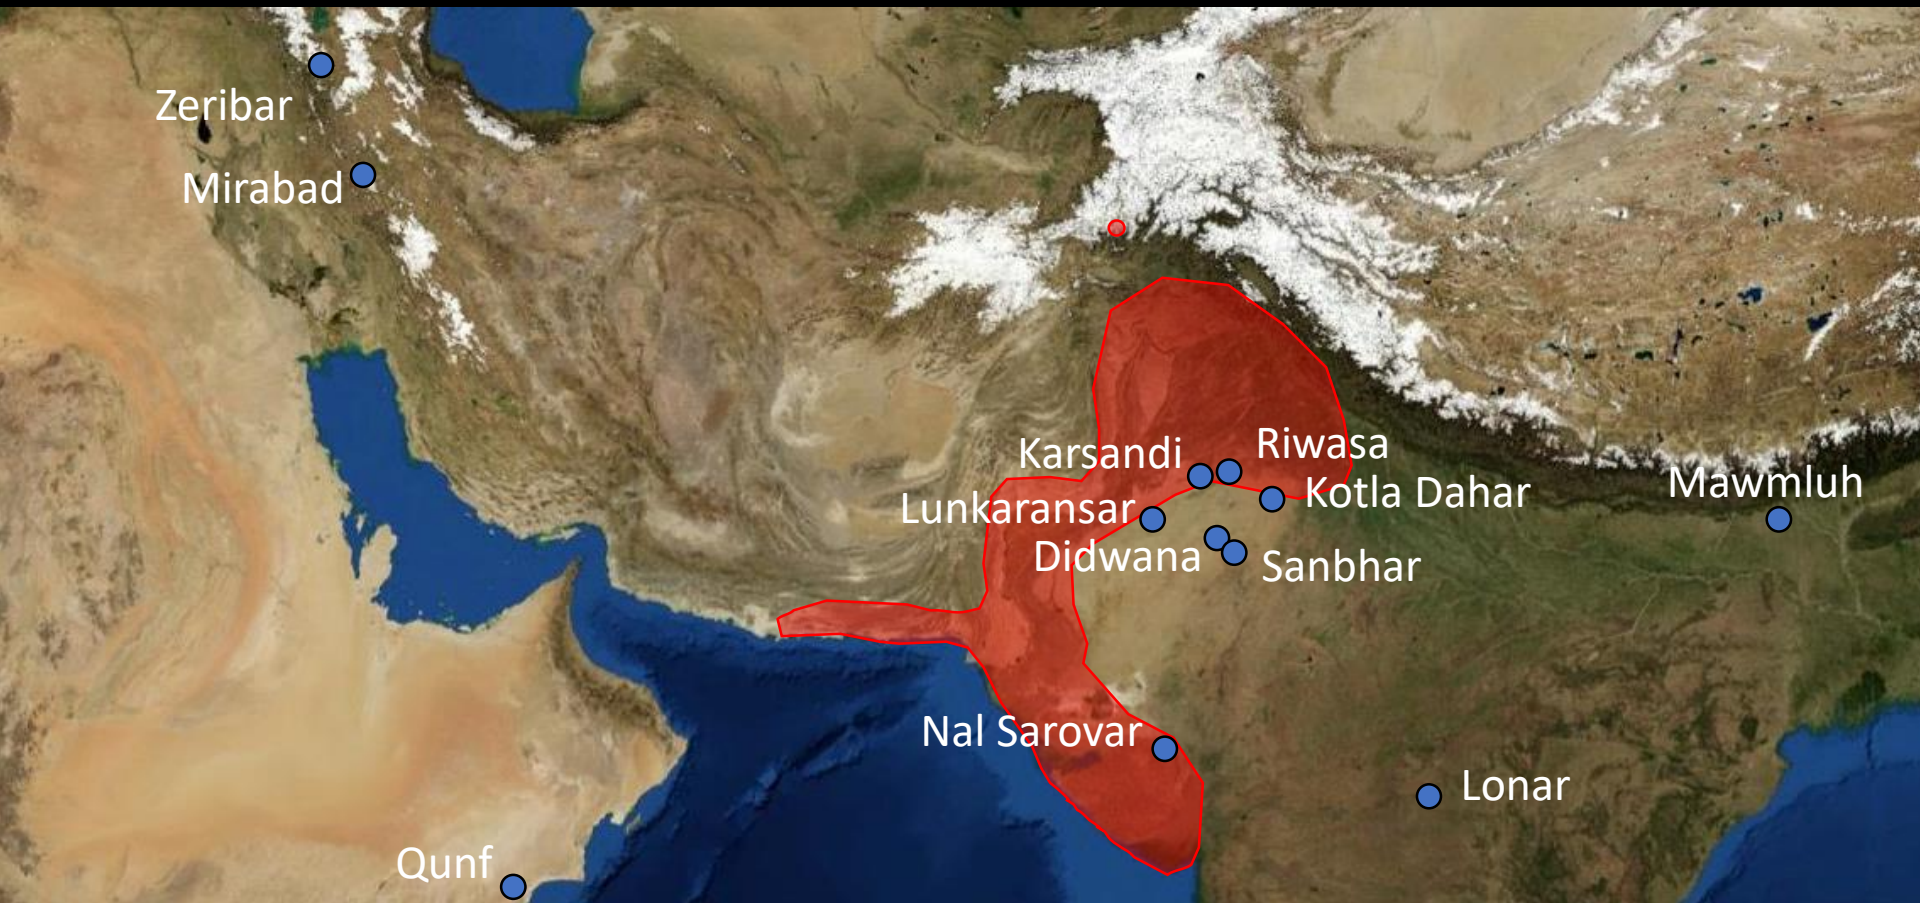 Zeribar
Mirabad
Karsandi
Riwasa
Lunkaransar
Kotla Dahar
Mawmluh
Didwana
Sanbhar
Nal Sarovar
Lonar
Qunf